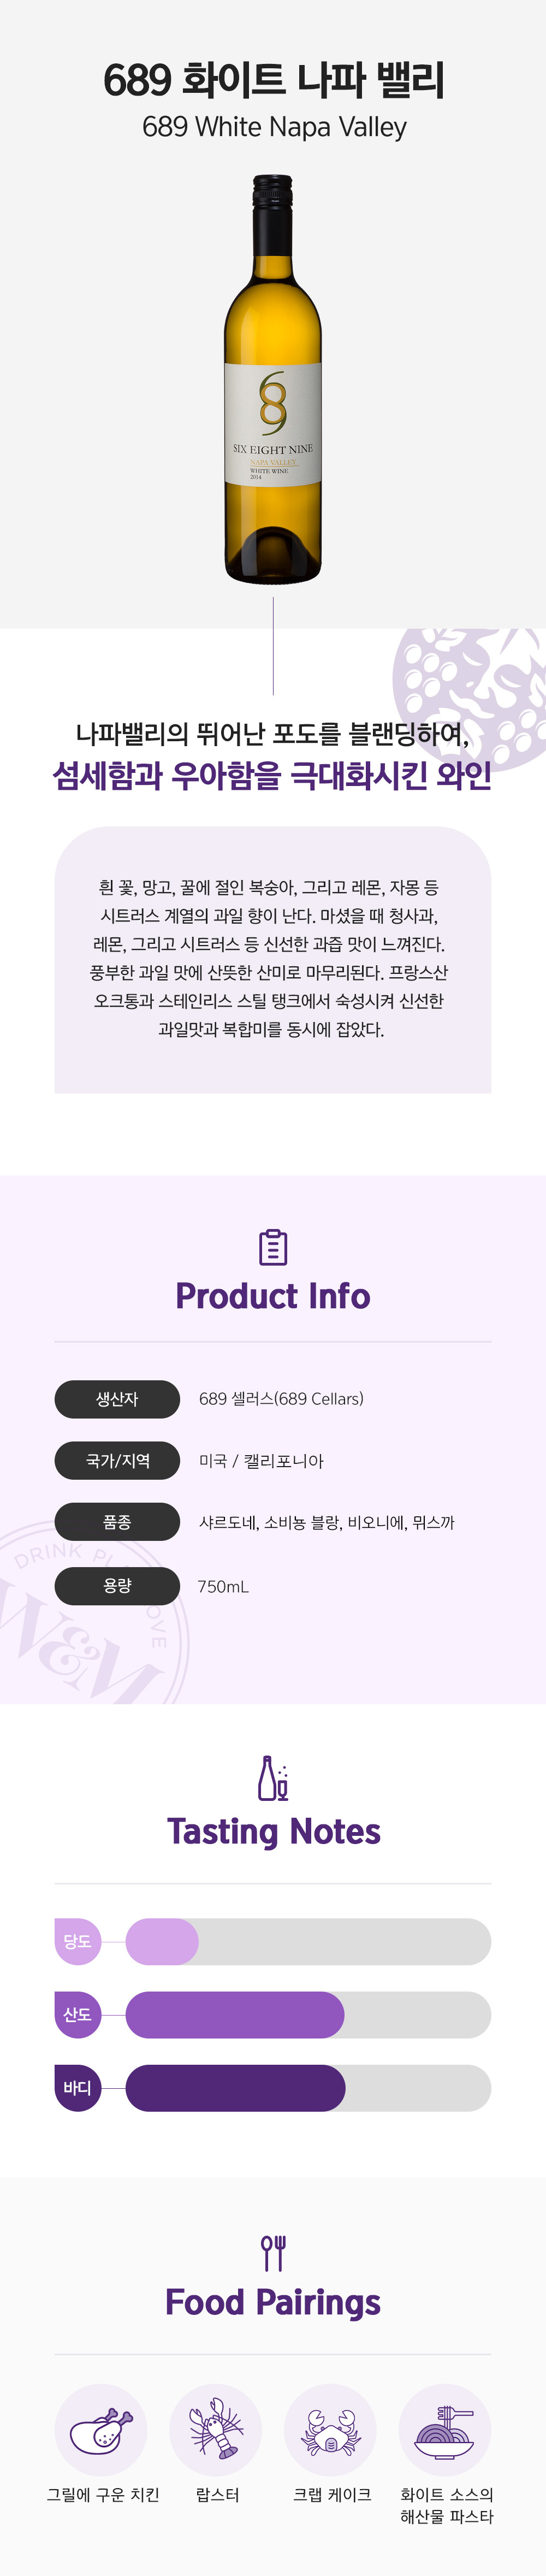 689 화이트 나파 밸리
689 White Napa Valley
689
SIX EIGHT NINE
NAPA VALLEY
WHITE WINE
2014
나파밸리의 뛰어난 포도를 블랜딩하여,
섬세함과 우아함을 극대화시킨 와인
흰 꽃, 망고, 꿀에 절인 복숭아, 그리고 레몬, 자몽 등
시트러스 계열의 과일 향이 난다. 마셨을 때 청사과,
레몬, 그리고 시트러스 등 신선한 과즙 맛이 느껴진다.
풍부한 과일 맛에 산뜻한 산미로 마무리된다. 프랑스산
오크통과 스테인리스 스틸 탱크에서 숙성시켜 신선한
과일맛과 복합미를 동시에 잡았다.
Product Info
생산자 689 셀러스(689 Cellars)
국가/지역 미국 / 캘리포니아
품종 샤르도네, 소비뇽 블랑, 비오니에, 뮈스까
용량 750mL
DRINK
W&M
Tasting Notes
당도
산도
바디
Food Pairings
그릴에 구운 치킨
랍스터
크랩 케이크
화이트 소스의
해산물 파스타